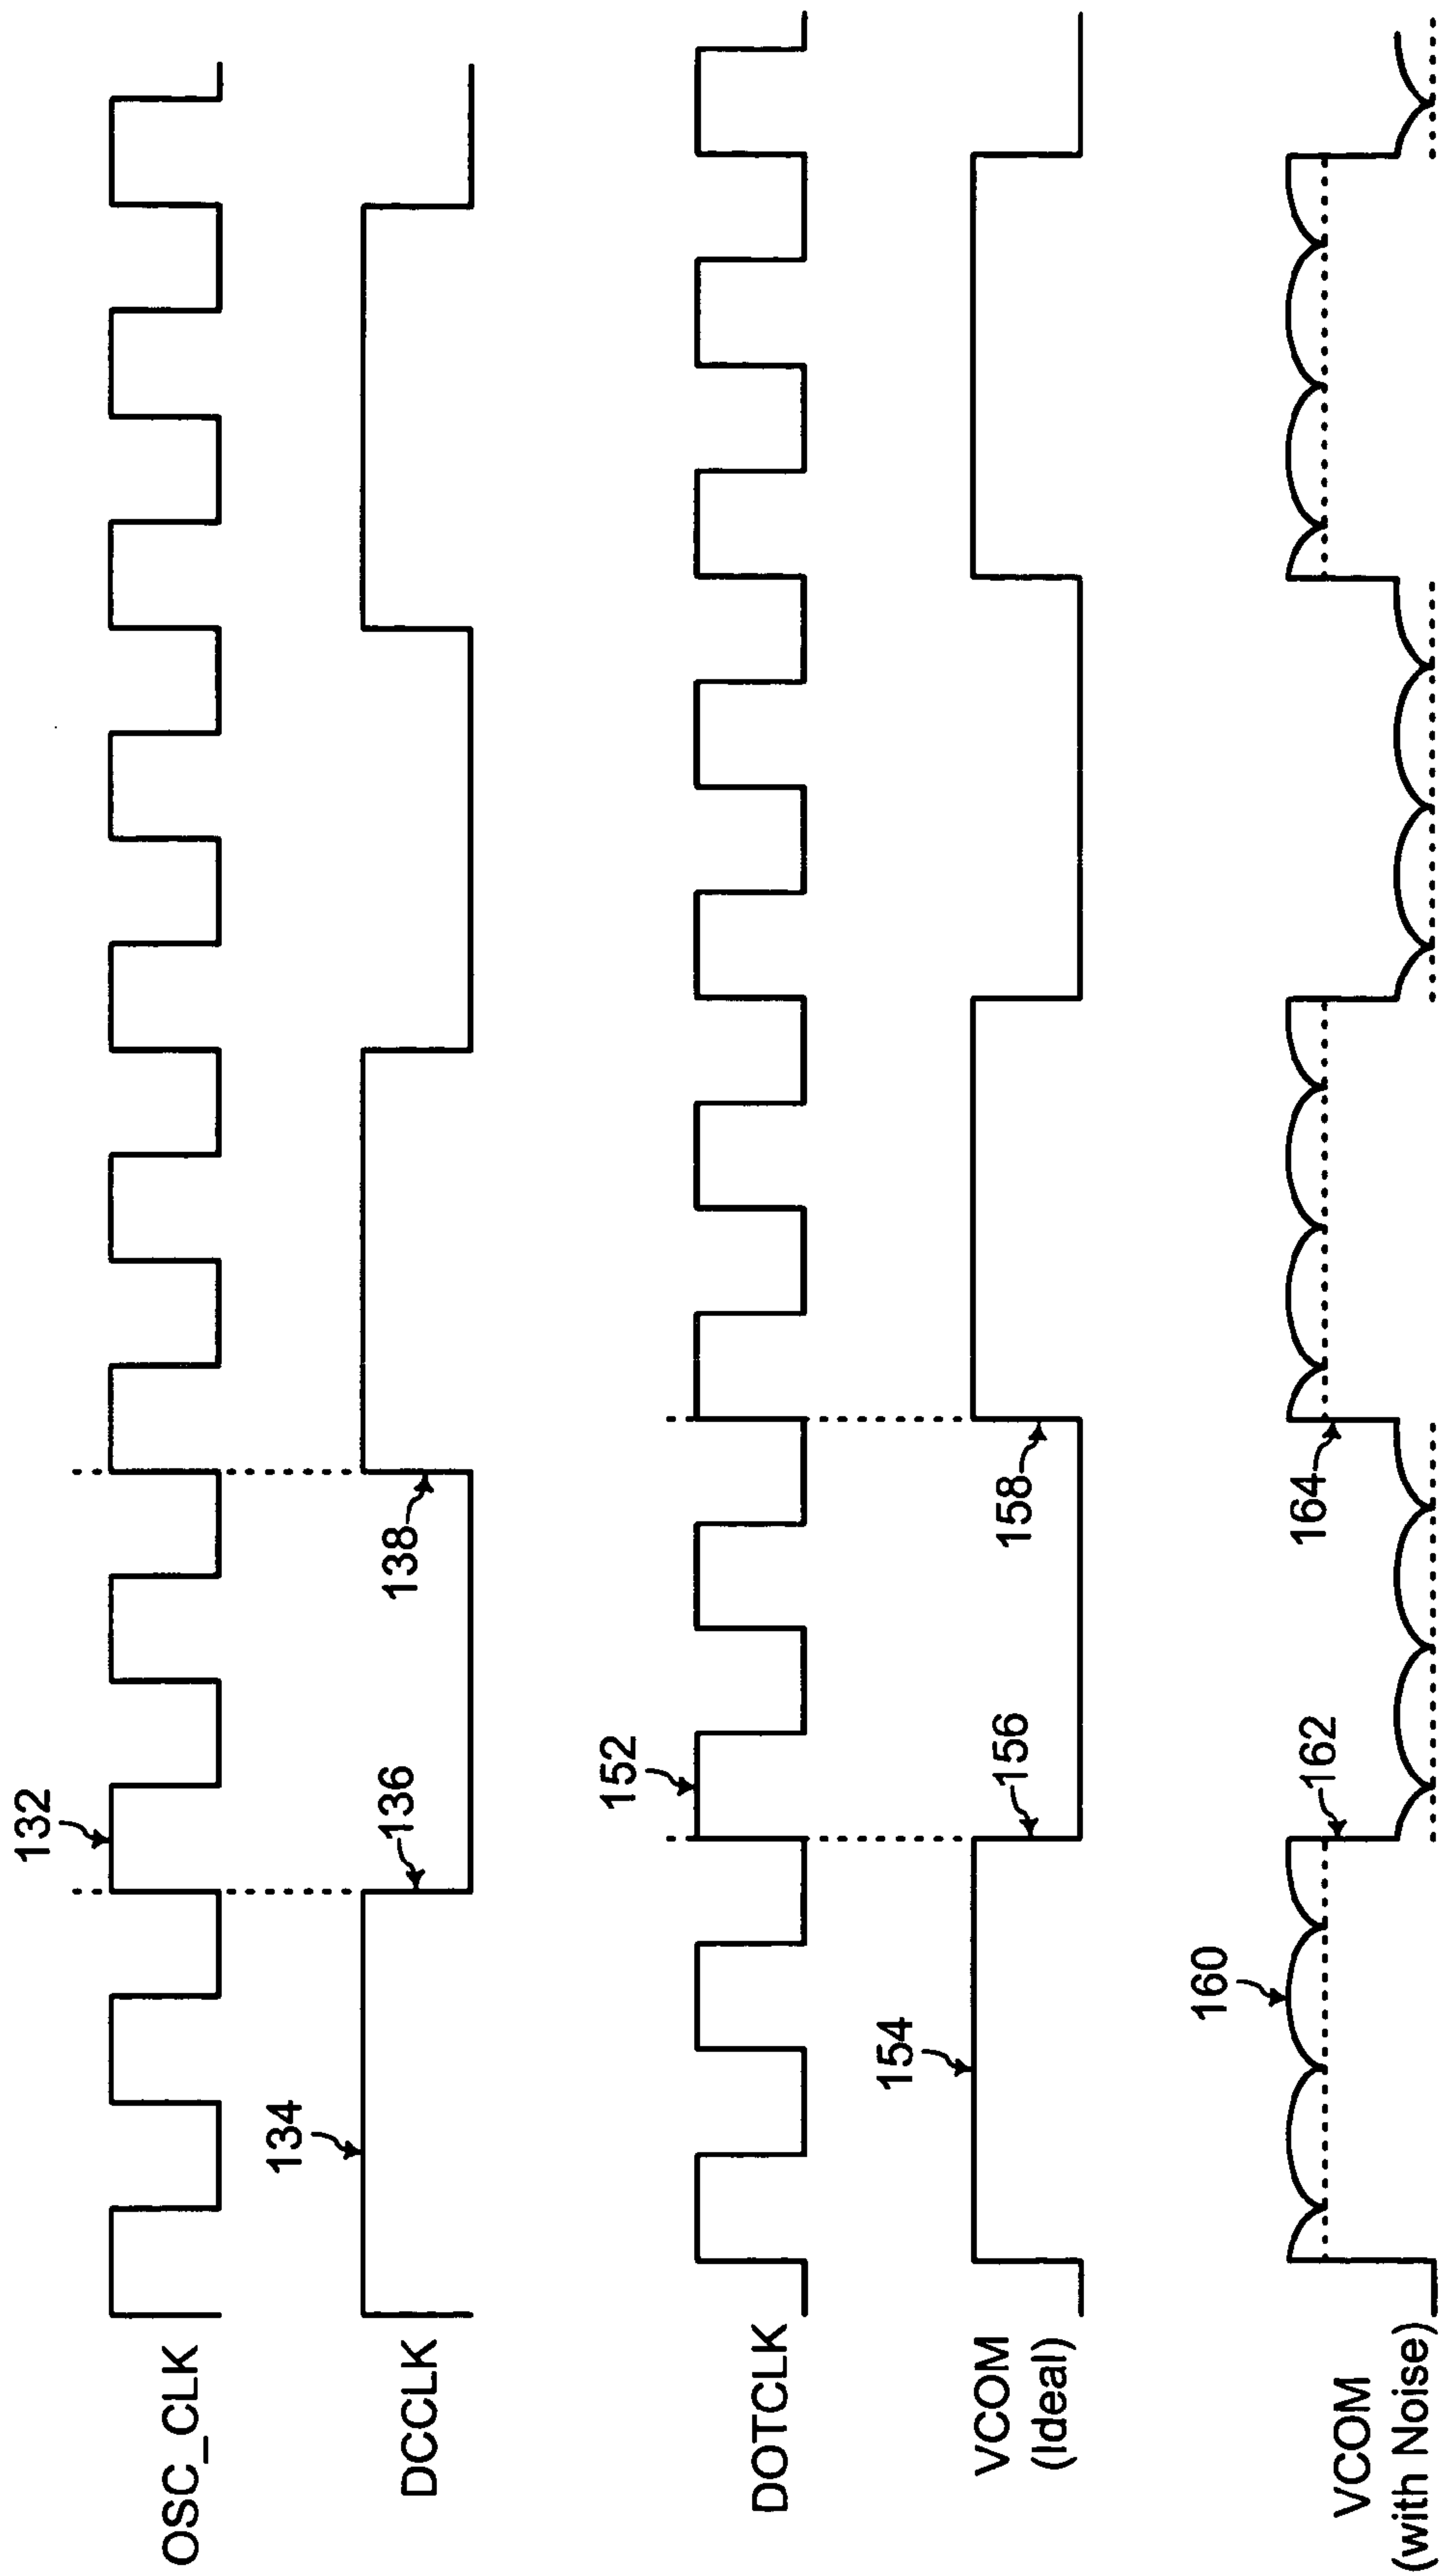 OSC_CLK
132
DCCLK
134
136
138
DOTCLK
152
VCOM
(Ideal)
154
156
158
VCOM
(with Noise)
160
162
164